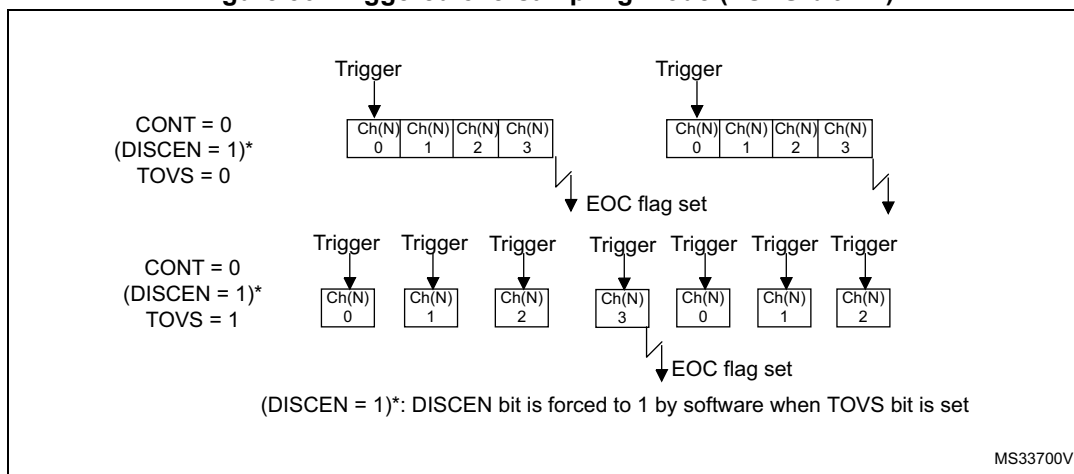 Trigger Trigger
CONT = 0
(DISCEN = 1)*
TOVS = 0
Ch(N) Ch(N) Ch(N) Ch(N)
0 1 2 3
Ch(N) Ch(N) Ch(N) Ch(N)
0 1 2 3
EOC flag set
Trigger Trigger Trigger Trigger Trigger Trigger Trigger
CONT = 0
(DISCEN = 1)*
TOVS = 1
Ch(N) Ch(N) Ch(N) Ch(N) Ch(N) Ch(N) Ch(N)
0 1 2 3 0 1 2
EOC flag set
(DISCEN = 1)*: DISCEN bit is forced to 1 by software when TOVS bit is set
MS33700V